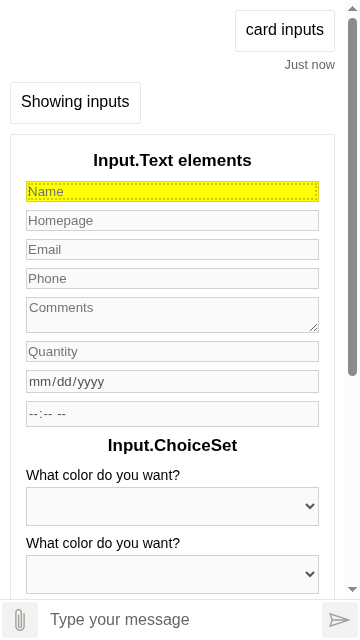 card inputs
Just now
Showing inputs
Input.Text elements
Name
Homepage
Email
Phone
Comments
Quantity
mm/dd/yyyy
--:-- --
Input.ChoiceSet
What color do you want?
What color do you want?
Type your message